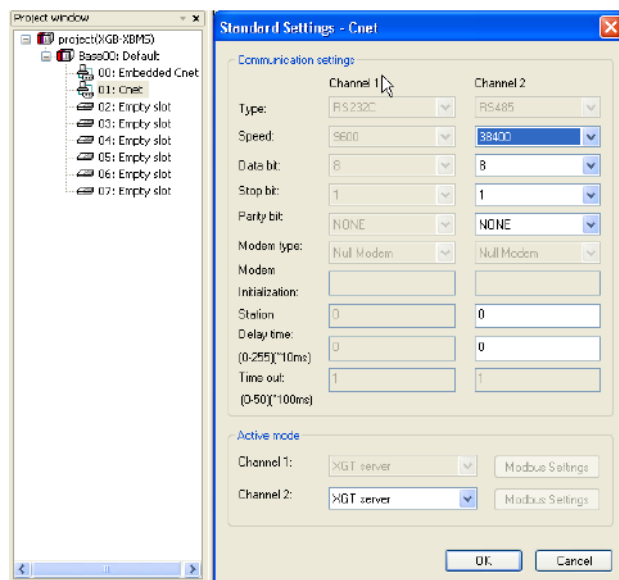 Project window
project(XGB-XBMS)
Base00: Default
00: Embedded Cnet
01: Cnet
02: Empty slot
03: Empty slot
04: Empty slot
05: Empty slot
06: Empty slot
07: Empty slot
Standard Settings - Cnet
Communication settings
Channel 1 Channel 2
Type: RS232C RS485
Speed: 9600 38400
Data bit: 8 8
Stop bit: 1 1
Party bit: NONE NONE
Modem type: Null Modem Null Modem
Modem
Initialization:
Station 0 0
Delay time: 0 0
(0-255)(*10ms)
Time out: 1 1
(0-50)(*100ms)
Active mode
Channel 1: XGT server Modbus Settings
Channel 2: XGT server Modbus Settings
OK Cancel